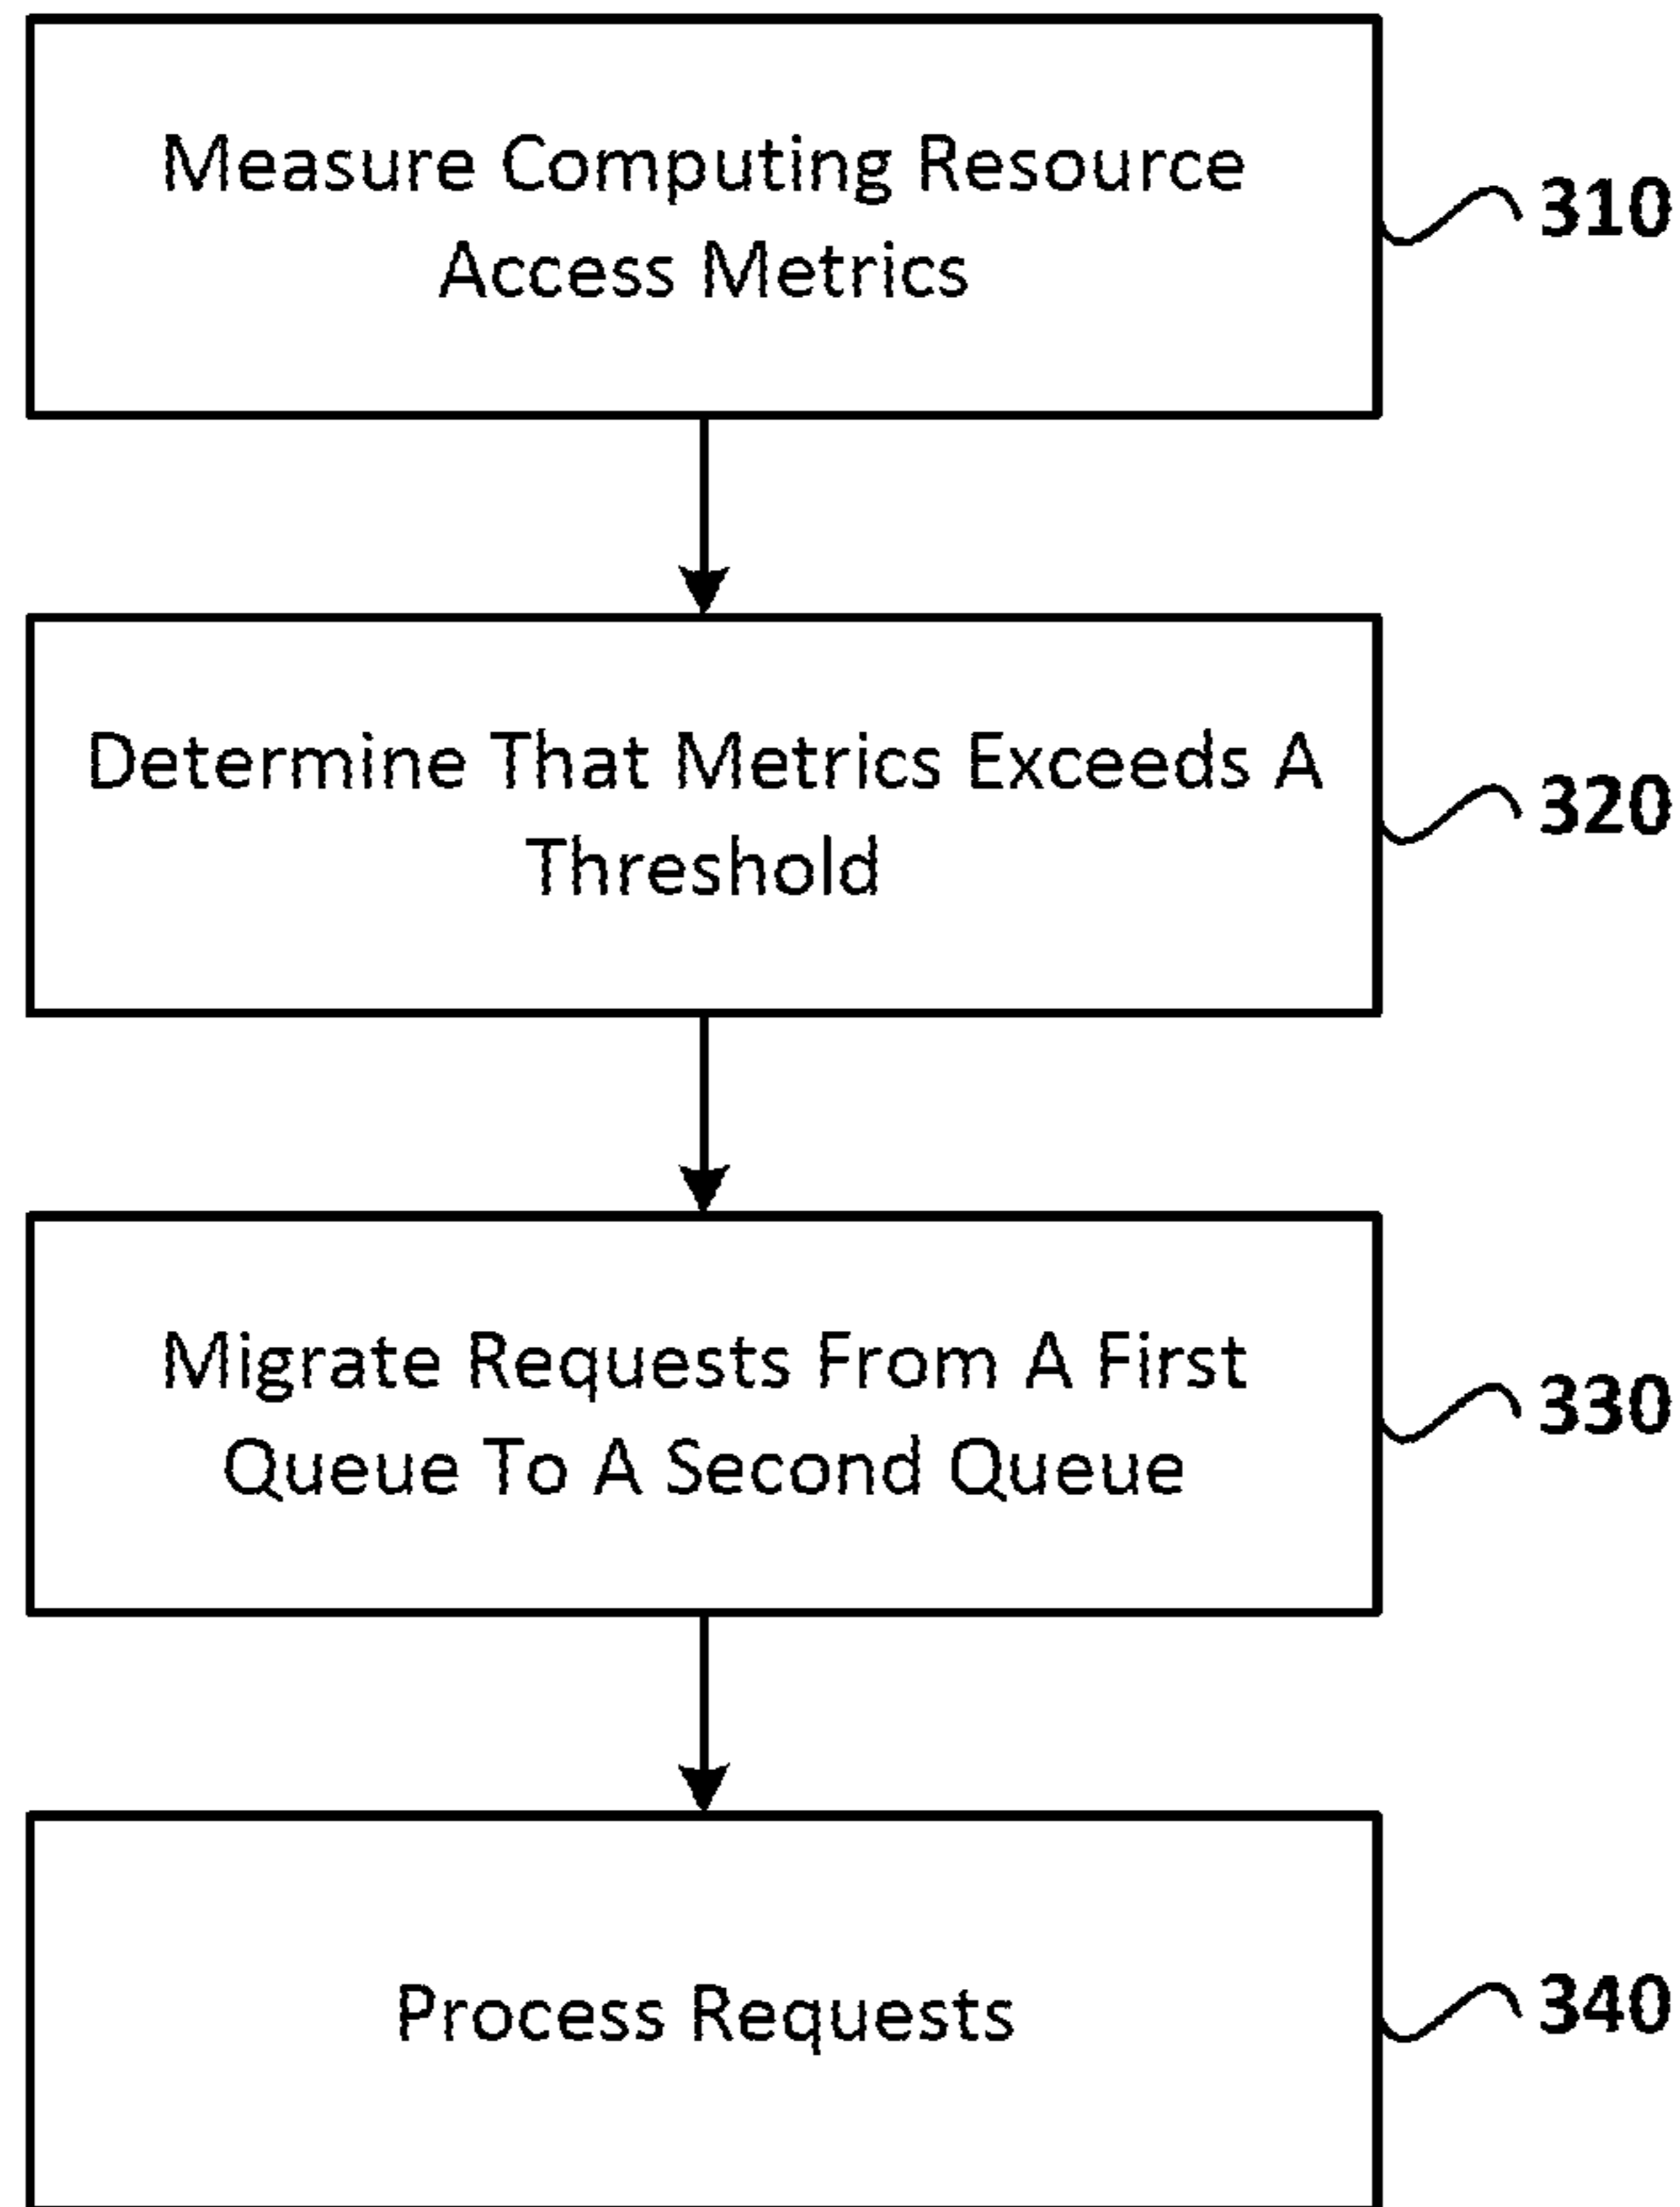 Measure Computing Resource
Access Metrics
310
Determine That Metrics Exceeds A
Threshold
320
Migrate Requests From A First
Queue To A Second Queue
330
Process Requests
340